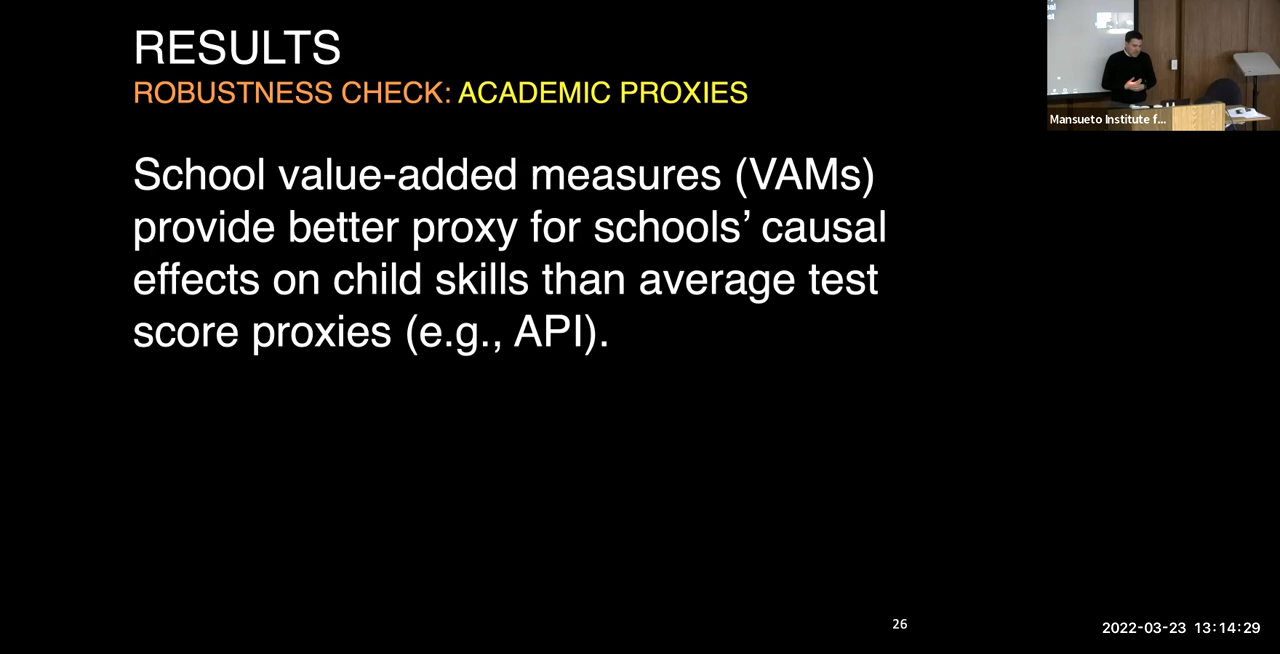 RESULTS
ROBUSTNESS CHECK: ACADEMIC PROXIES
School value-added measures (VAMs)
provide better proxy for schools’ causal
effects on child skills than average test
score proxies (e.g., API).
Mansueto Institute f...
26
2022-03-23 13:14:29